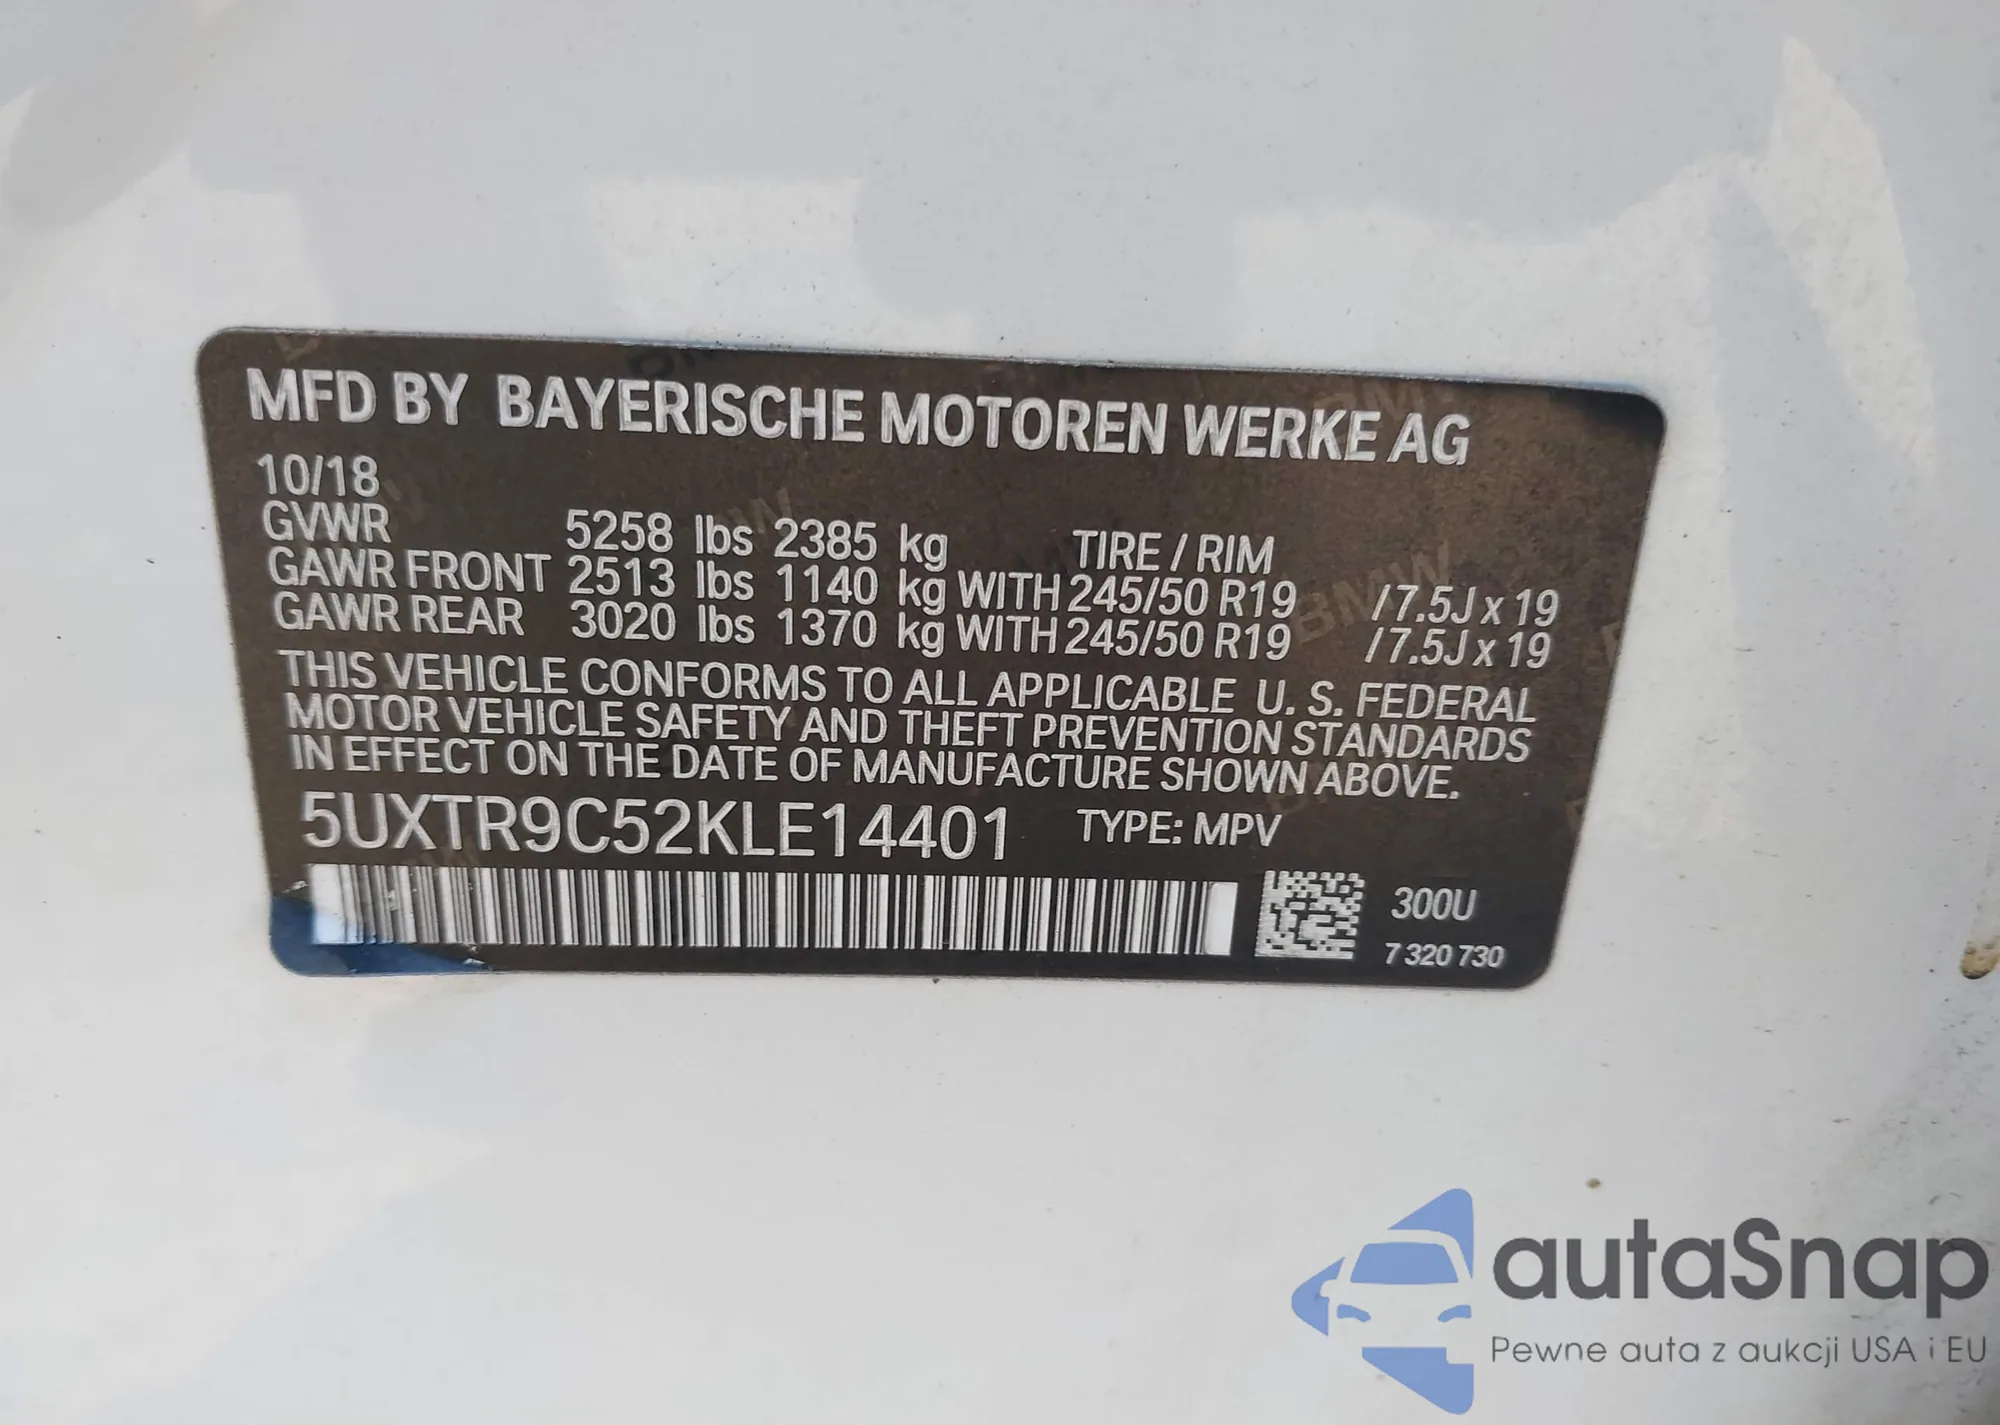 MFD BY BAYERISCHE MOTOREN WERKE AG
10/18
GVWR 5258 lbs 2385 kg TIRE / RIM
GAWR FRONT 2513 lbs 1140 kg WITH 245/50 R19 /7.5J x 19
GAWR REAR 3020 lbs 1370 kg WITH 245/50 R19 /7.5J x 19
THIS VEHICLE CONFORMS TO ALL APPLICABLE U. S. FEDERAL
MOTOR VEHICLE SAFETY AND THEFT PREVENTION STANDARDS
IN EFFECT ON THE DATE OF MANUFACTURE SHOWN ABOVE.
5UXTR9C52KLE14401 TYPE: MPV
300U
7 320 730
autaSnap
Pewne auta z aukcji USA i EU